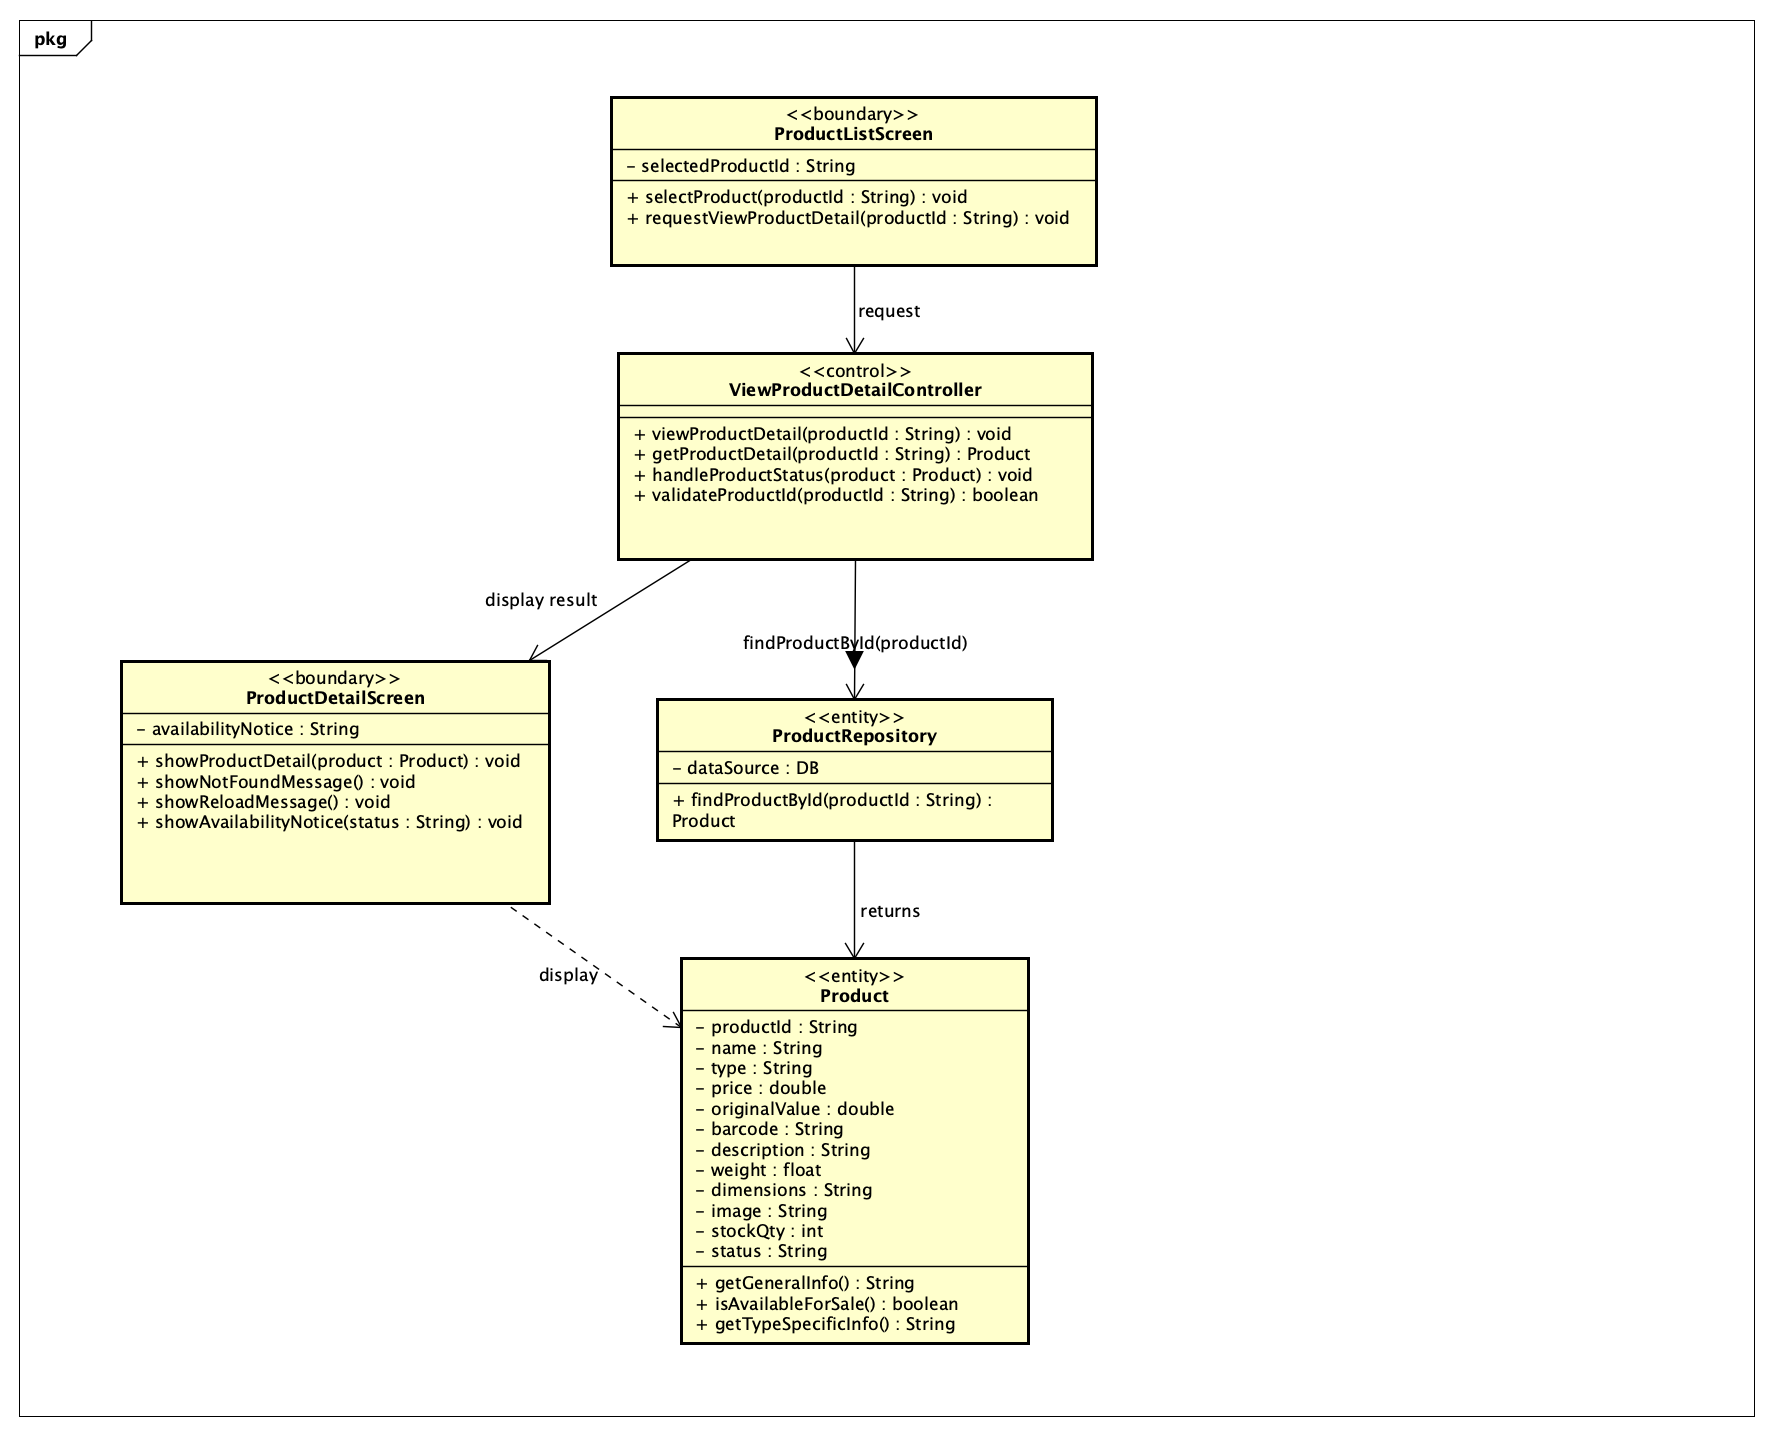 pkg
<<boundary>>
ProductListScreen
- selectedProductId : String
+ selectProduct(productId : String) : void
+ requestViewProductDetail(productId : String) : void
request
<<control>>
ViewProductDetailController
+ viewProductDetail(productId : String) : void
+ getProductDetail(productId : String) : Product
+ handleProductStatus(product : Product) : void
+ validateProductId(productId : String) : boolean
display result
findProductById(productId)
<<boundary>>
ProductDetailScreen
- availabilityNotice : String
+ showProductDetail(product : Product) : void
+ showNotFoundMessage() : void
+ showReloadMessage() : void
+ showAvailabilityNotice(status : String) : void
<<entity>>
ProductRepository
- dataSource : DB
+ findProductById(productId : String) :
Product
returns
display
<<entity>>
Product
- productId : String
- name : String
- type : String
- price : double
- originalValue : double
- barcode : String
- description : String
- weight : float
- dimensions : String
- image : String
- stockQty : int
- status : String
+ getGeneralInfo() : String
+ isAvailableForSale() : boolean
+ getTypeSpecificInfo() : String